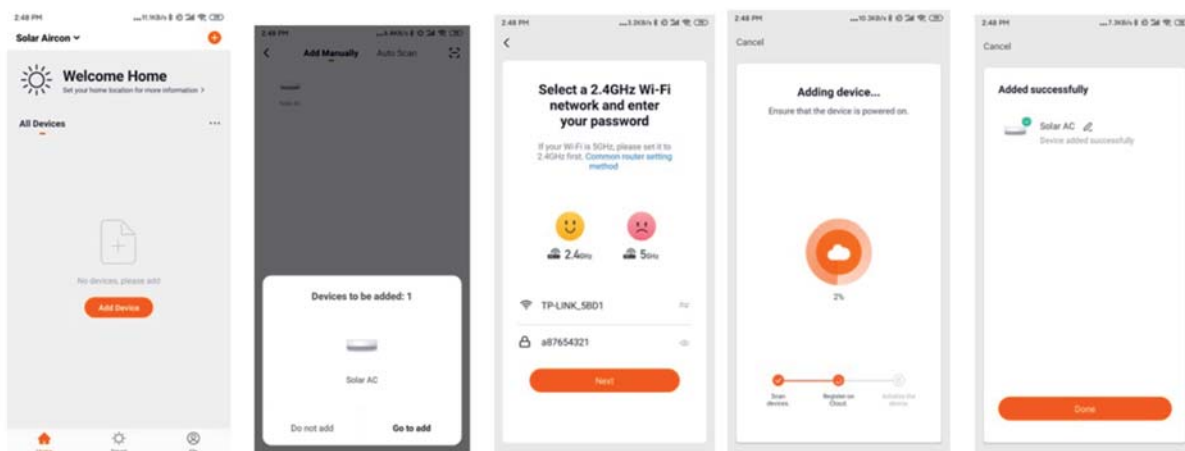 2:48 PM
Solar Aircon
Welcome Home
Set your home location for more information >
All Devices
...
No devices, please add
Add Device
2:48 PM
Add Manually Auto Scan
Devices to be added: 1
Solar AC
Do not add Go to add
2:48 PM
Select a 2.4GHz Wi-Fi
network and enter
your password
If your Wi-Fi is 5GHz, please set it to
2.4GHz first. Common router setting
method
2.4GHz 5GHz
TP-LINK_5BD1
a87654321
Next
2:48 PM
Cancel
Adding device...
Ensure that the device is powered on.
2%
Scan
devices.
Register on
Cloud.
Initialize the
device.
2:48 PM
Cancel
Added successfully
Solar AC
Device added successfully
Done